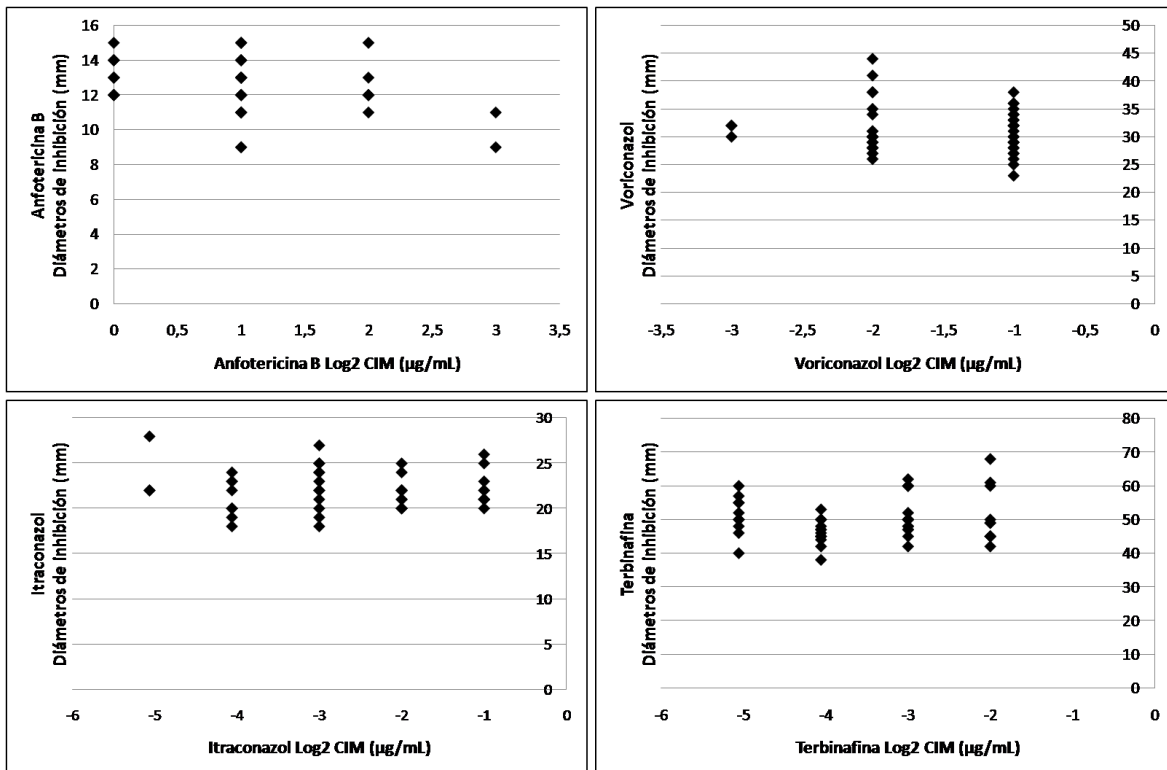 Anfotericina B
Diámetros de Inhibición (mm)
16
14
12
10
8
6
4
2
0
0 0,5 1 1,5 2 2,5 3 3,5
Anfotericina B Log2 CIM (µg/mL)
Voriconazol
Diámetros de Inhibición (mm)
50
45
40
35
30
25
20
15
10
5
0
-3,5 -3 -2,5 -2 -1,5 -1 -0,5 0
Voriconazol Log2 CIM (µg/mL)
Itraconazol
Diámetros de Inhibición (mm)
30
25
20
15
10
5
0
-6 -5 -4 -3 -2 -1 0
Itraconazol Log2 CIM (µg/mL)
Terbinafina
Diámetros de Inhibición (mm)
80
70
60
50
40
30
20
10
0
-6 -5 -4 -3 -2 -1 0
Terbinafina Log2 CIM (µg/mL)